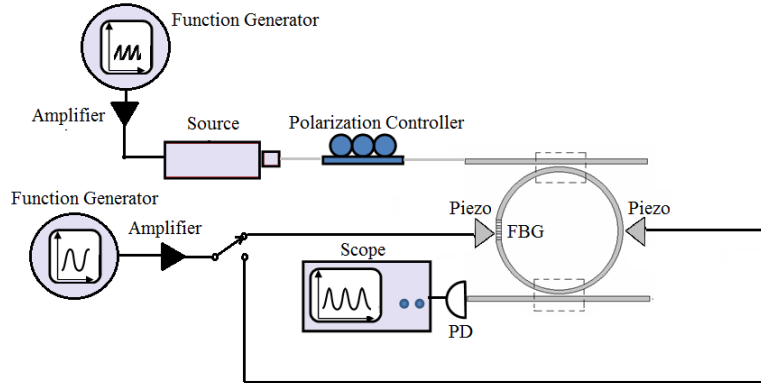 Function Generator
Amplifier
Source
Polarization Controller
Function Generator
Amplifier
Piezo
FBG
Piezo
Scope
PD